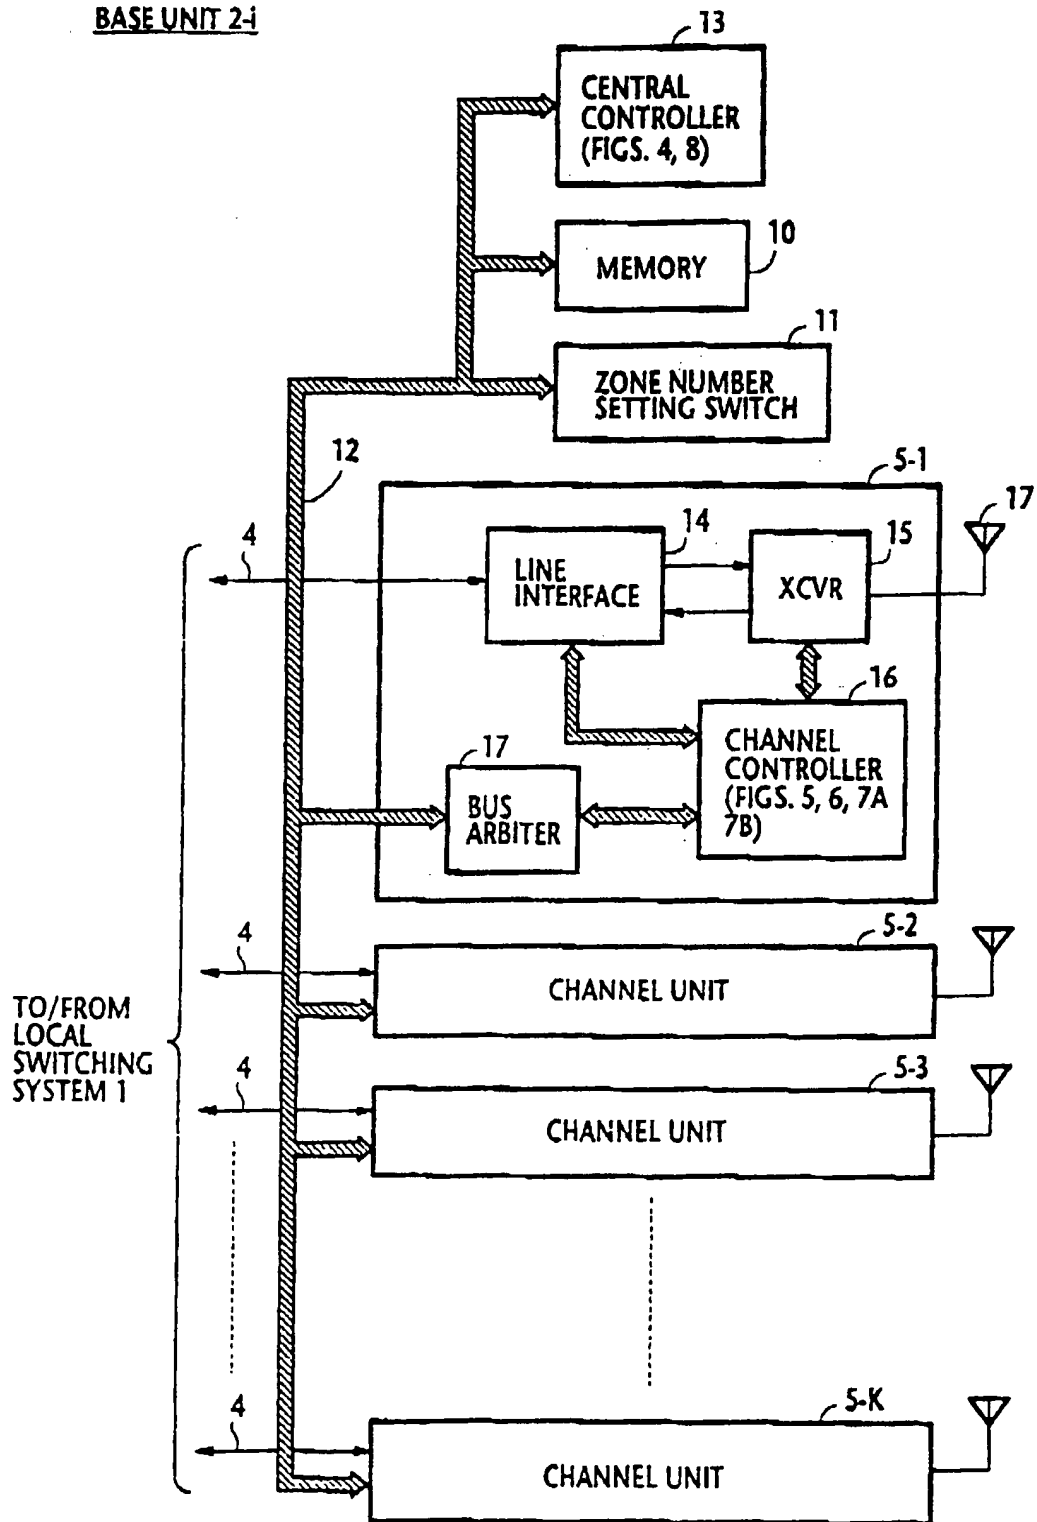 BASE UNIT 2-i
13
CENTRAL
CONTROLLER
(FIGS. 4, 8)
10
MEMORY
11
ZONE NUMBER
SETTING SWITCH
12
5-1
17
4
14
LINE
INTERFACE
15
XCVR
16
CHANNEL
CONTROLLER
(FIGS. 5, 6, 7A
7B)
17
BUS
ARBITER
4
5-2
CHANNEL UNIT
TO/FROM
LOCAL
SWITCHING
SYSTEM 1
4
5-3
CHANNEL UNIT
4
5-K
CHANNEL UNIT